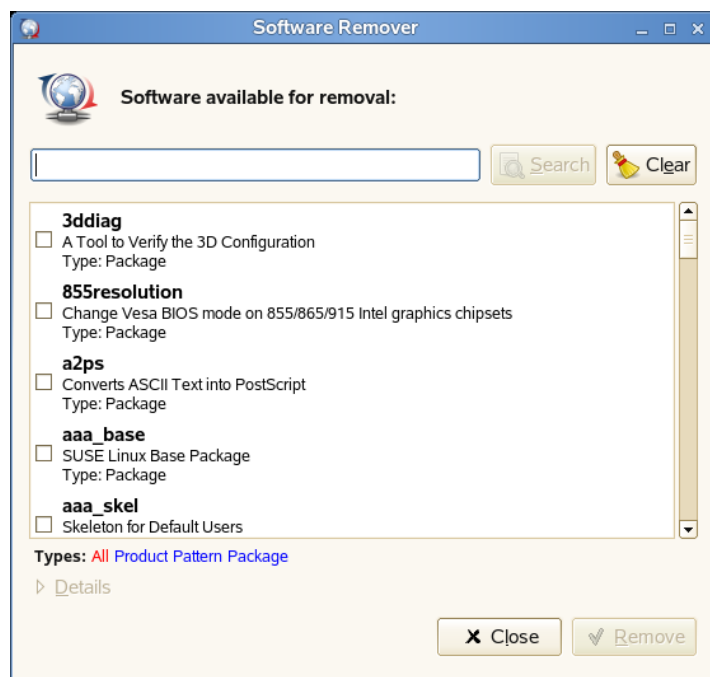 Software Remover
Software available for removal:
Search
Clear
3ddiag
A Tool to Verify the 3D Configuration
Type: Package
855resolution
Change Vesa BIOS mode on 855/865/915 Intel graphics chipsets
Type: Package
a2ps
Converts ASCII Text into PostScript
Type: Package
aaa_base
SUSE Linux Base Package
Type: Package
aaa_skel
Skeleton for Default Users
Types: All Product Pattern Package
Details
Close
Remove